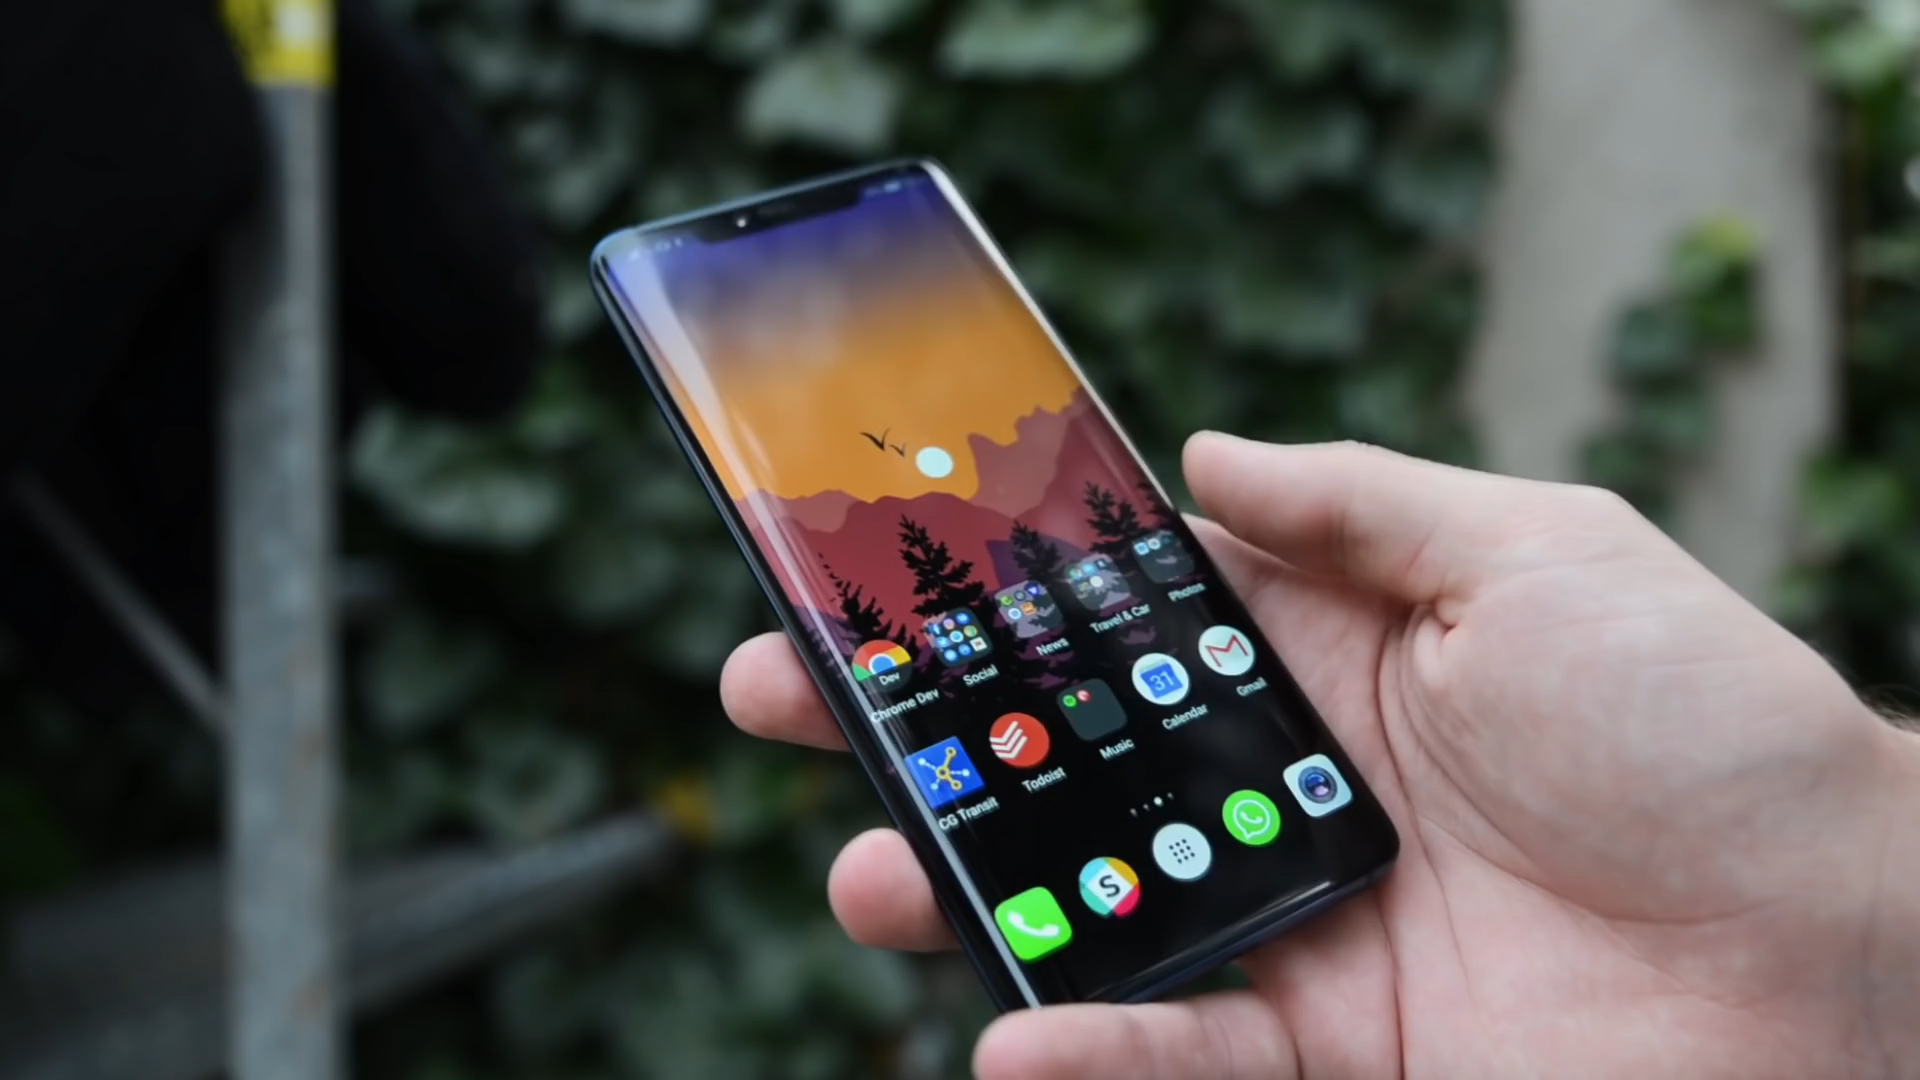 Dev
Chrome Dev
Social
News
Travel & Car
Photos
CG Transit
Todoist
Music
31
Calendar
Gmail
S